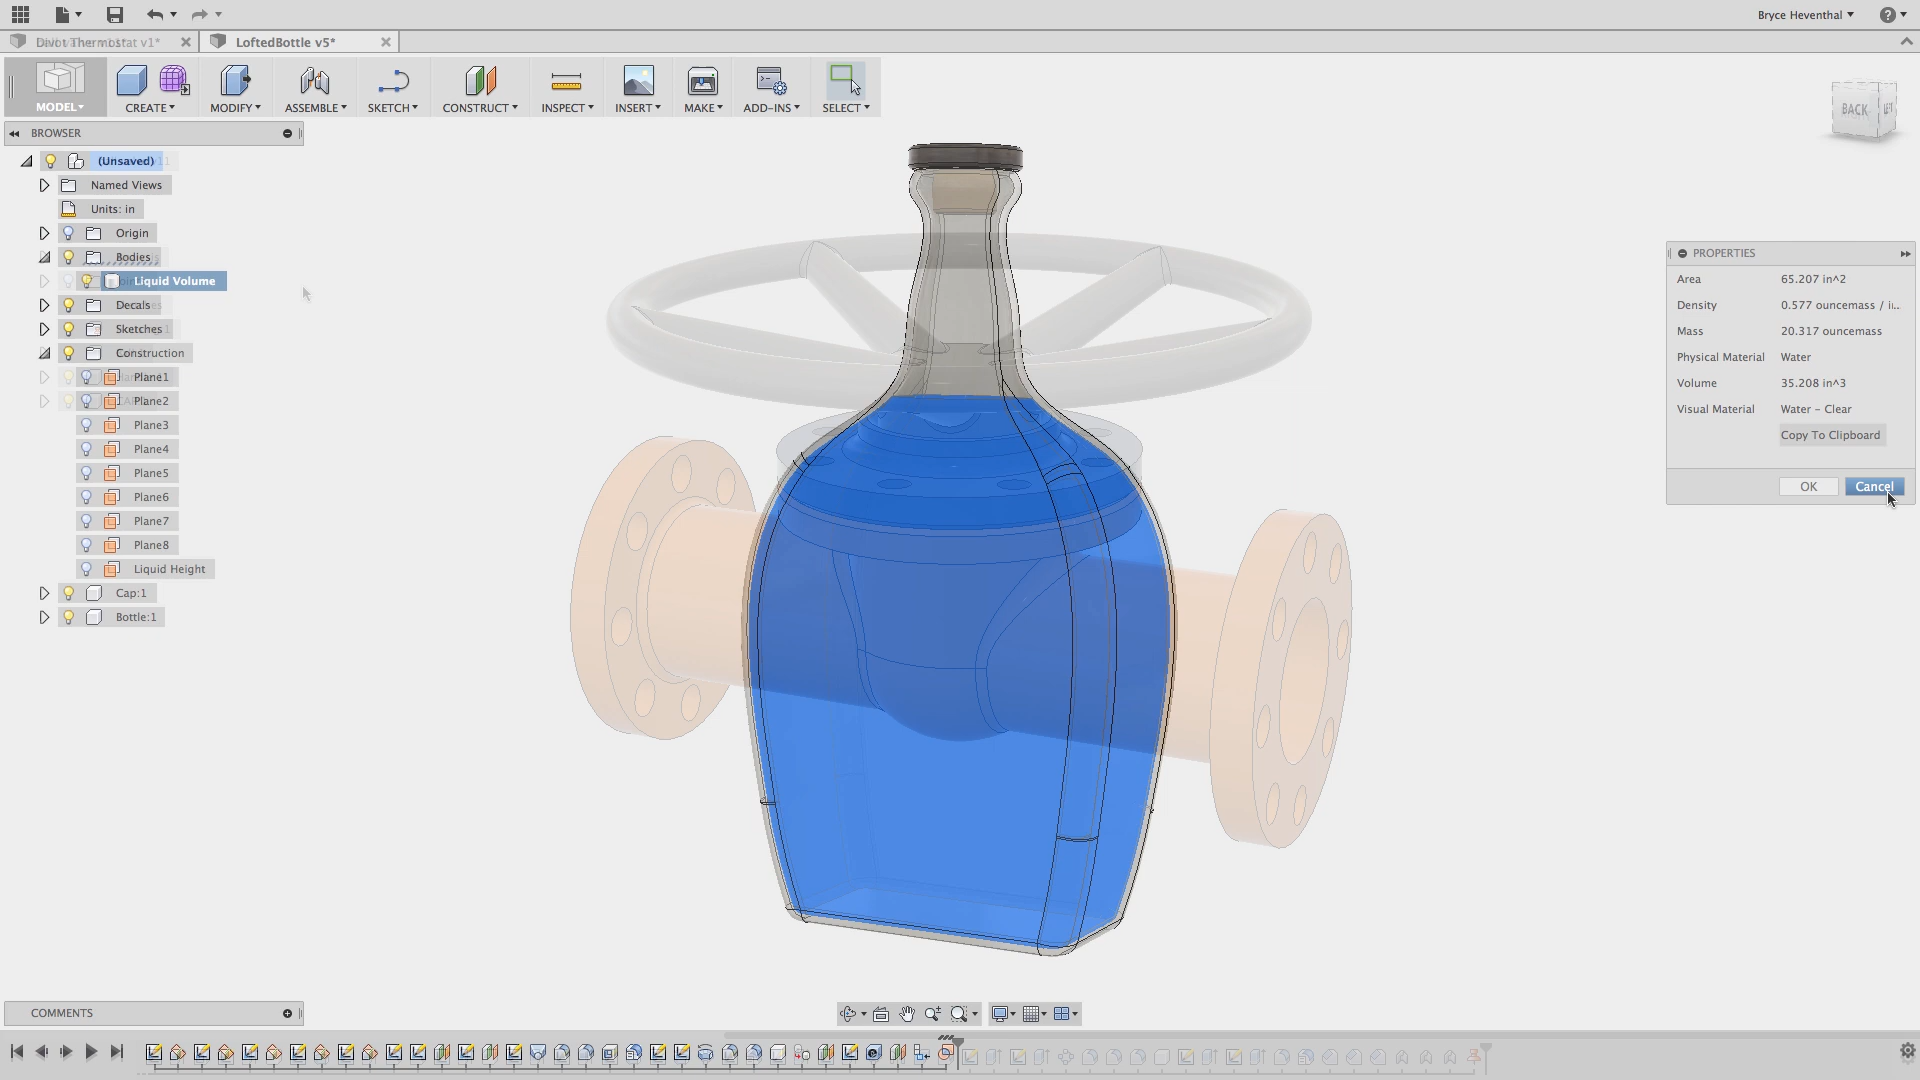 Bryce Heventhal
LoftedBottle v5*
MODEL
CREATE
MODIFY
ASSEMBLE
SKETCH
CONSTRUCT
INSPECT
INSERT
MAKE
ADD-INS
SELECT
BACK
LEFT
BROWSER
(Unsaved)
Named Views
Units: in
Origin
Bodies
Liquid Volume
Decals
Sketches
Construction
Plane1
Plane2
Plane3
Plane4
Plane5
Plane6
Plane7
Plane8
Liquid Height
Cap:1
Bottle:1
PROPERTIES
Area 65.207 in^2
Density 0.577 ouncemass / i...
Mass 20.317 ouncemass
Physical Material Water
Volume 35.208 in^3
Visual Material Water - Clear
Copy To Clipboard
OK Cancel
COMMENTS